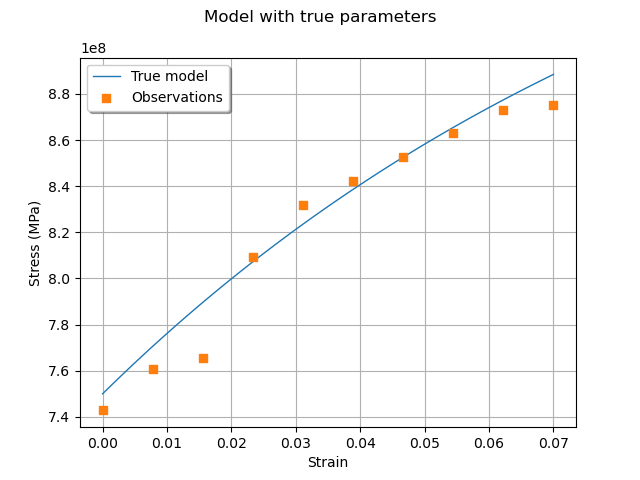 Model with true parameters
1e8
True model
Observations
8.8
8.6
8.4
8.2
8.0
7.8
7.6
7.4
Stress (MPa)
0.00 0.01 0.02 0.03 0.04 0.05 0.06 0.07
Strain